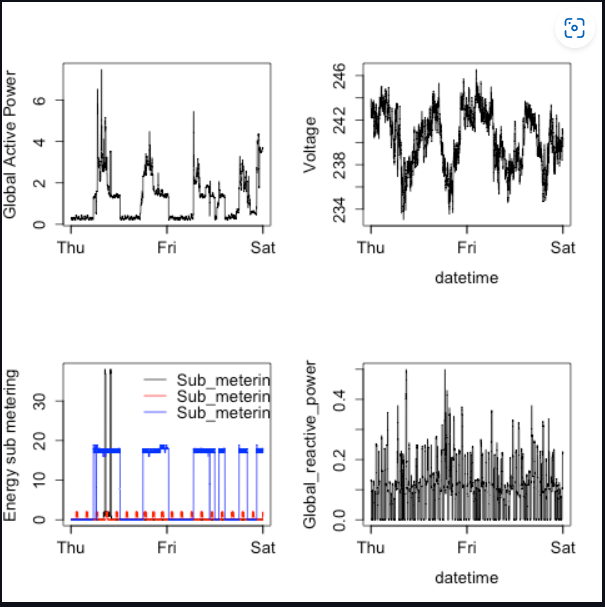 Global Active Power
6
4
2
0
Thu Fri Sat
Voltage
246
242
238
234
Thu Fri Sat
datetime
Energy sub metering
30
20
10
0
Sub_meterin
Sub_meterin
Sub_meterin
Thu Fri Sat
Global_reactive_power
0.4
0.2
0.0
Thu Fri Sat
datetime